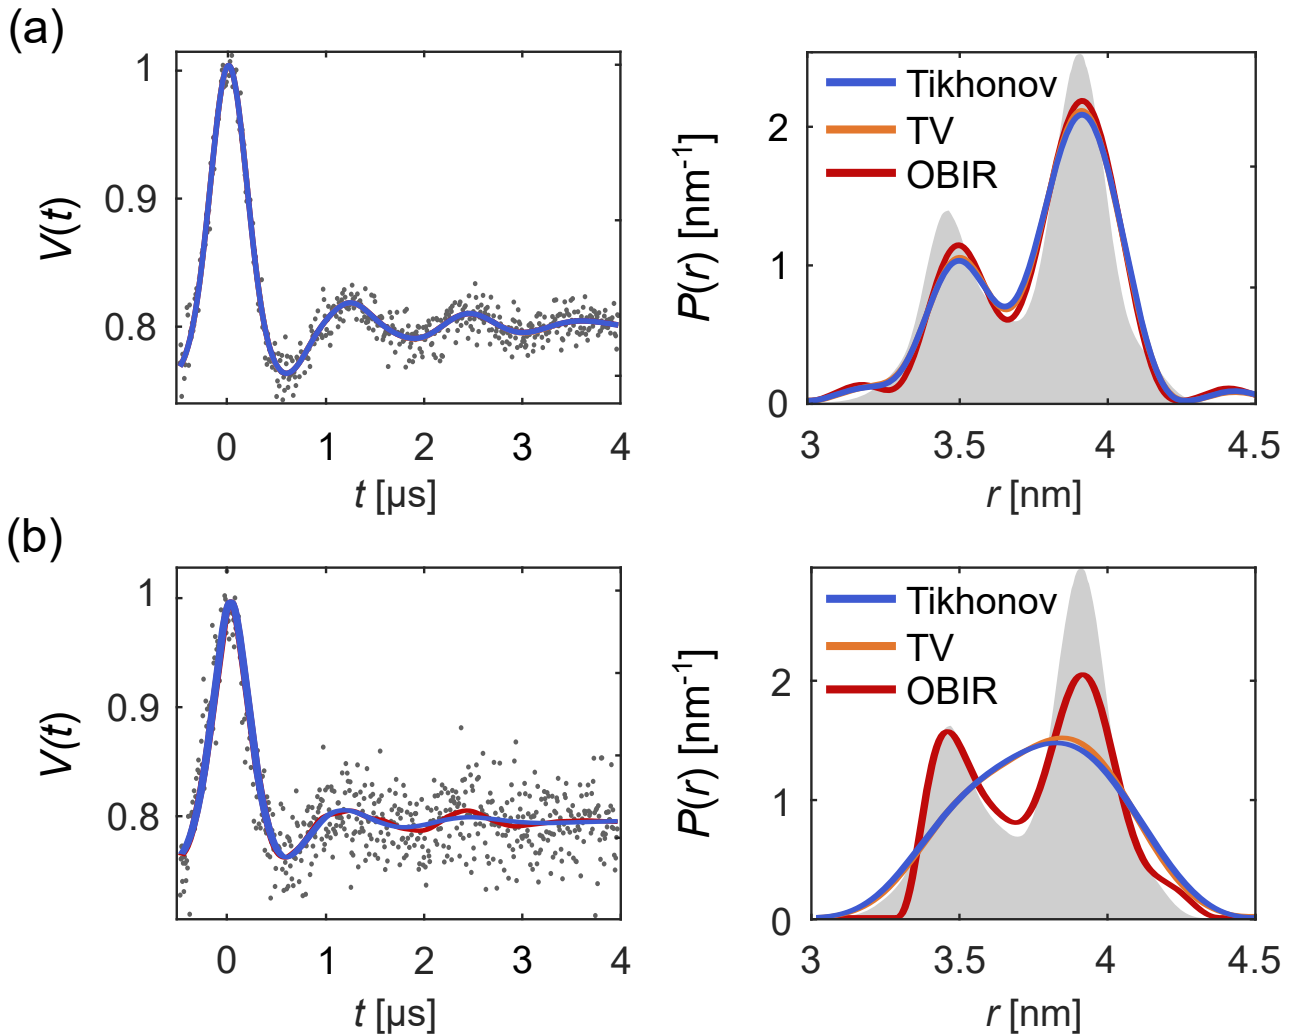 (a)
1
0.9
0.8
V(t)
0 1 2 3 4
t [μs]
Tikhonov
TV
OBIR
2
1
0
P(r) [nm⁻¹]
3 3.5 4 4.5
r [nm]
(b)
1
0.9
0.8
V(t)
0 1 2 3 4
t [μs]
Tikhonov
TV
OBIR
2
1
0
P(r) [nm⁻¹]
3 3.5 4 4.5
r [nm]